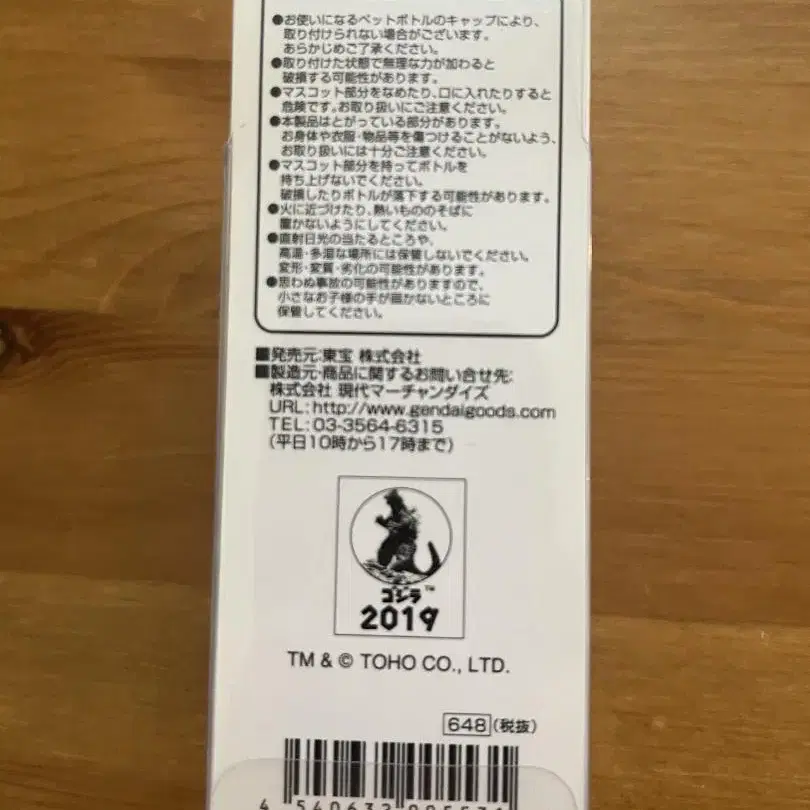 ●お使いになるペットボトルのキャップにより、
取り付けられない場合がございます。
あらかじめご了承ください。
●取り付けた状態で無理な力が加わると
破損する可能性があります。
●マスコット部分をなめたり、口に入れたりすると
危険です。お取り扱いにご注意ください。
●本製品はとがっている部分があります。
お身体や衣服・物品等を傷つけることがないよう、
お取り扱いには十分ご注意ください。
●マスコット部分を持ってボトルを
持ち上げないでください。
破損したりボトルが落下する可能性があります。
●火に近づけたり、熱いもののそばに
置かないようにしてください。
●直射日光の当たるところや、
高温・多湿な場所には保管しないでください。
変形・変質・劣化の可能性があります。
●思わぬ事故の可能性がありますので、
小さなお子様の手が届かないところに
保管してください。
■発売元:東宝 株式会社
■製造元・商品に関するお問い合せ先:
株式会社 現代マーチャンダイズ
URL:http://www.gendaigoods.com
TEL:03-3564-6315
(平日10時から17時まで)
ゴジラ™
2019
TM & © TOHO CO., LTD.
648(税抜)